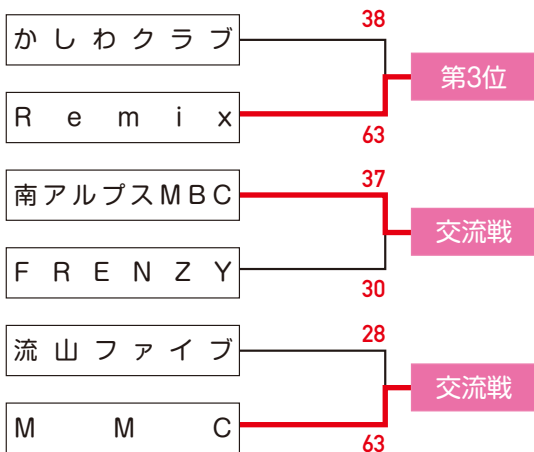 かしわクラブ
38
第3位
Remix
63
南アルプスMBC
37
交流戦
FRENZY
30
流山ファイブ
28
交流戦
MMC
63